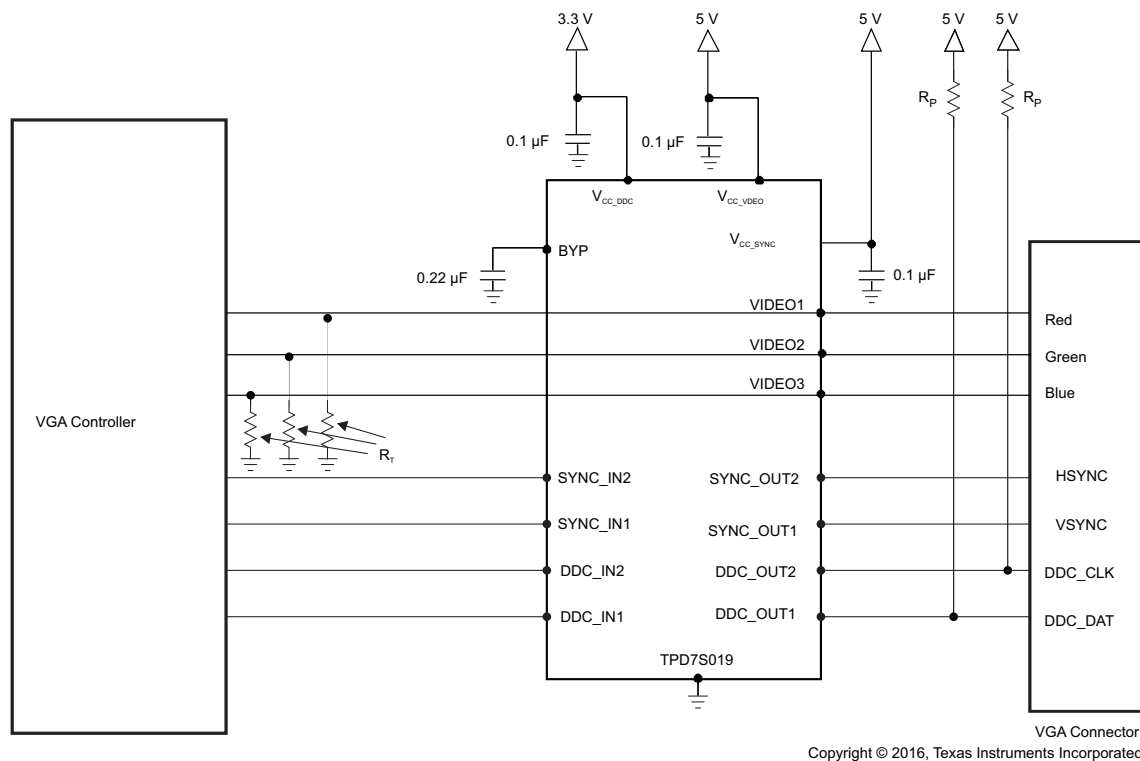 3.3 V
5 V
5 V
5 V
5 V
R_P
R_P
0.1 µF
0.1 µF
V_CC_DDC
V_CC_VDEO
V_CC_SYNC
BYP
0.22 µF
0.1 µF
VIDEO1
Red
VIDEO2
Green
VIDEO3
Blue
VGA Controller
R_T
SYNC_IN2
SYNC_OUT2
HSYNC
SYNC_IN1
SYNC_OUT1
VSYNC
DDC_IN2
DDC_OUT2
DDC_CLK
DDC_IN1
DDC_OUT1
DDC_DAT
TPD7S019
VGA Connector
Copyright © 2016, Texas Instruments Incorporated